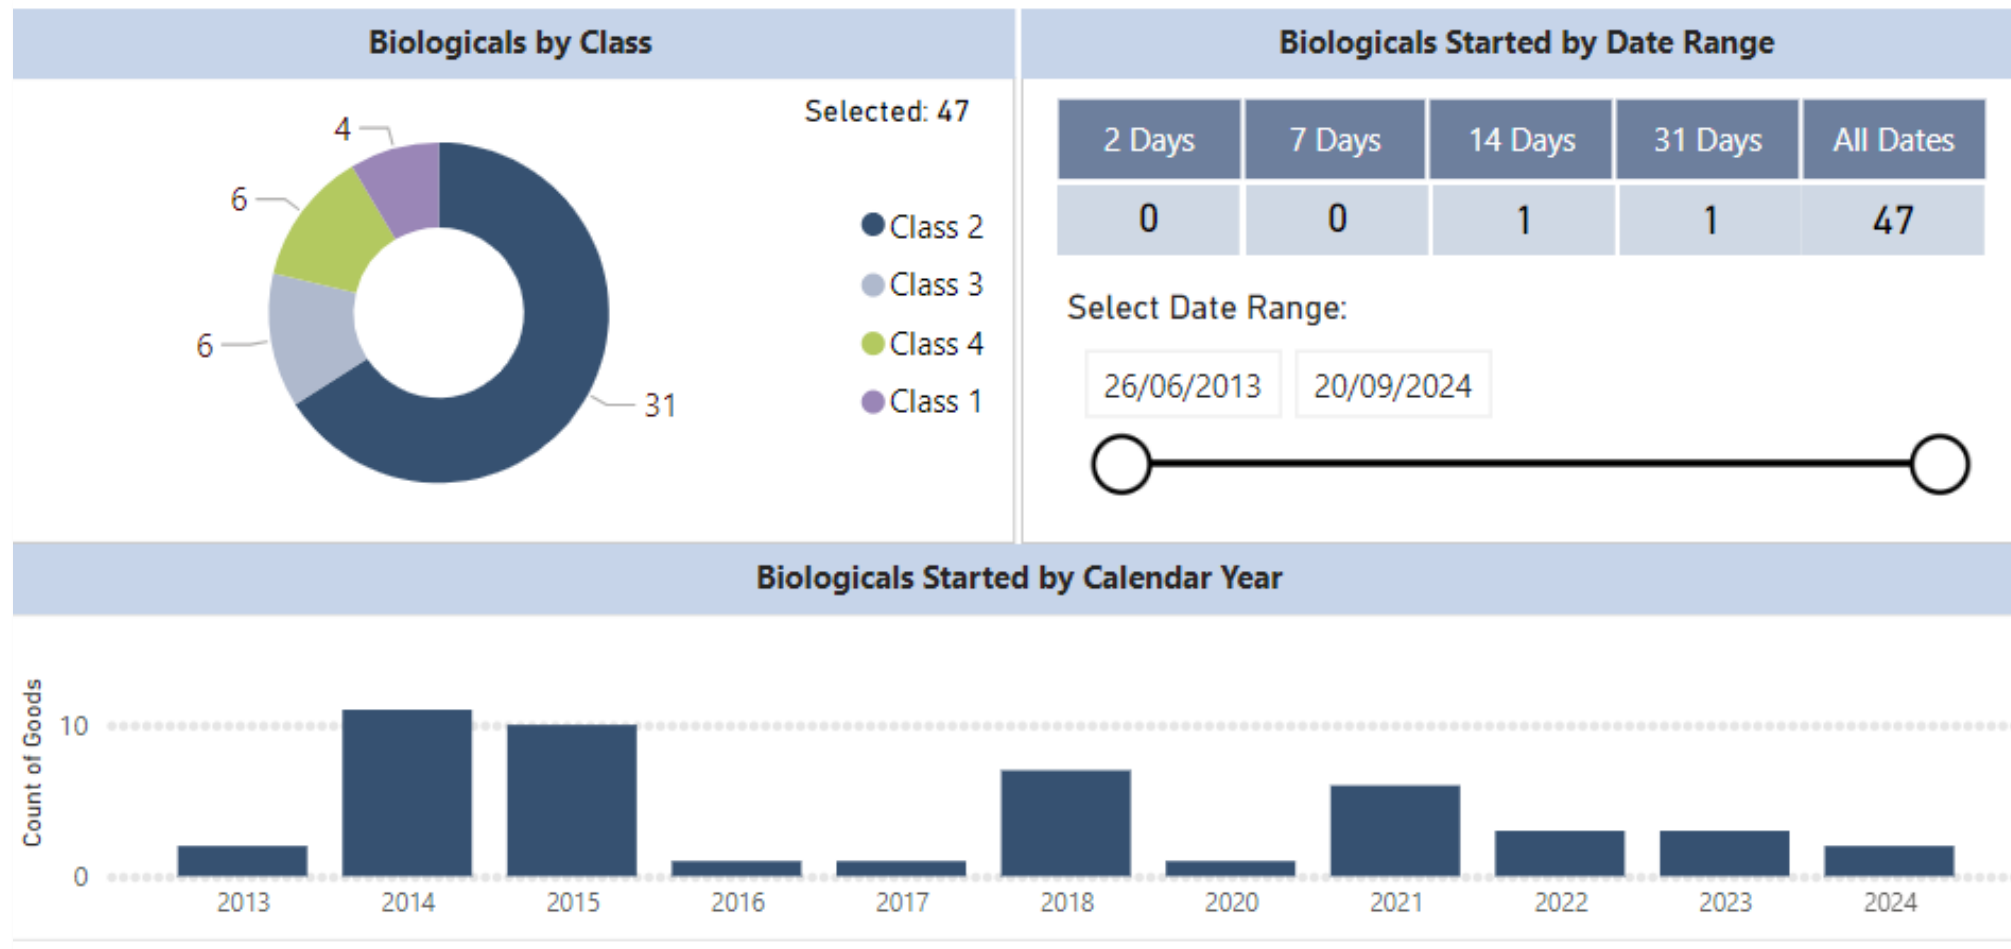 Biologicals by Class
Selected: 47
4
6
6
31
Class 2
Class 3
Class 4
Class 1
Biologicals Started by Date Range
2 Days 7 Days 14 Days 31 Days All Dates
0 0 1 1 47
Select Date Range:
26/06/2013 20/09/2024
Biologicals Started by Calendar Year
Count of Goods
10
0
2013 2014 2015 2016 2017 2018 2020 2021 2022 2023 2024